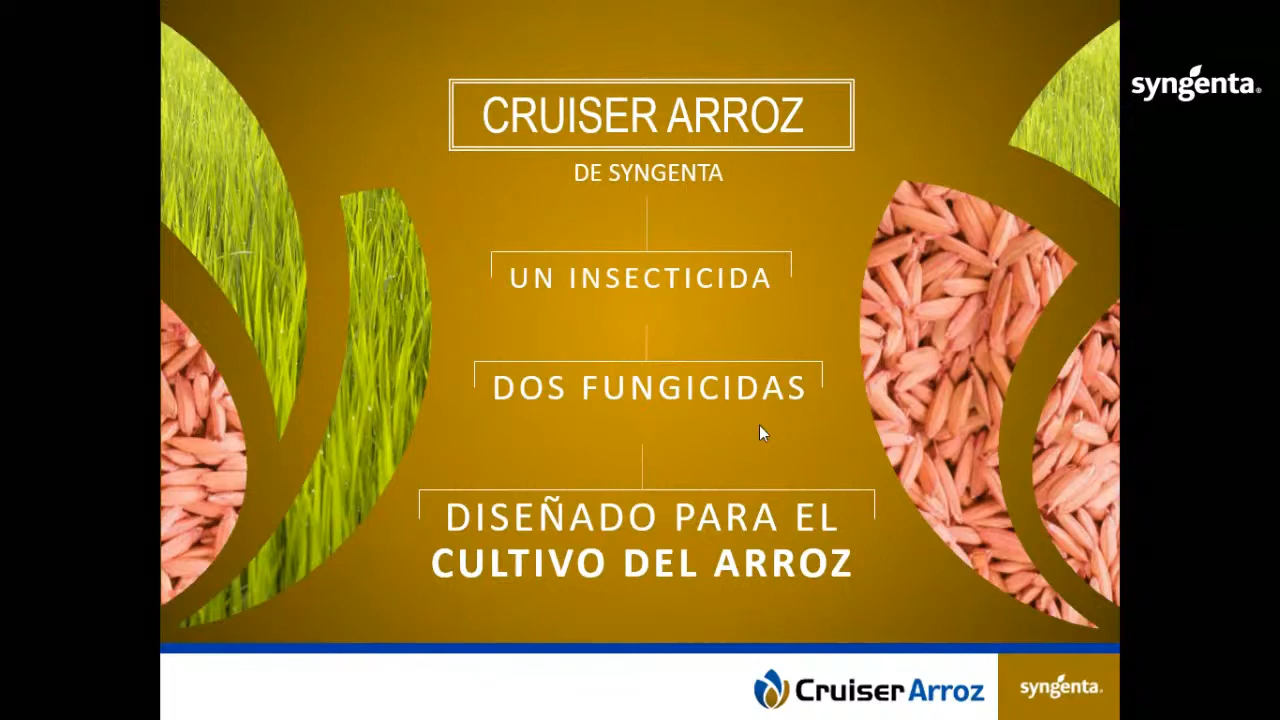 CRUISER ARROZ
syngenta®
DE SYNGENTA
UN INSECTICIDA
DOS FUNGICIDAS
DISEÑADO PARA EL
CULTIVO DEL ARROZ
Cruiser Arroz
syngenta®